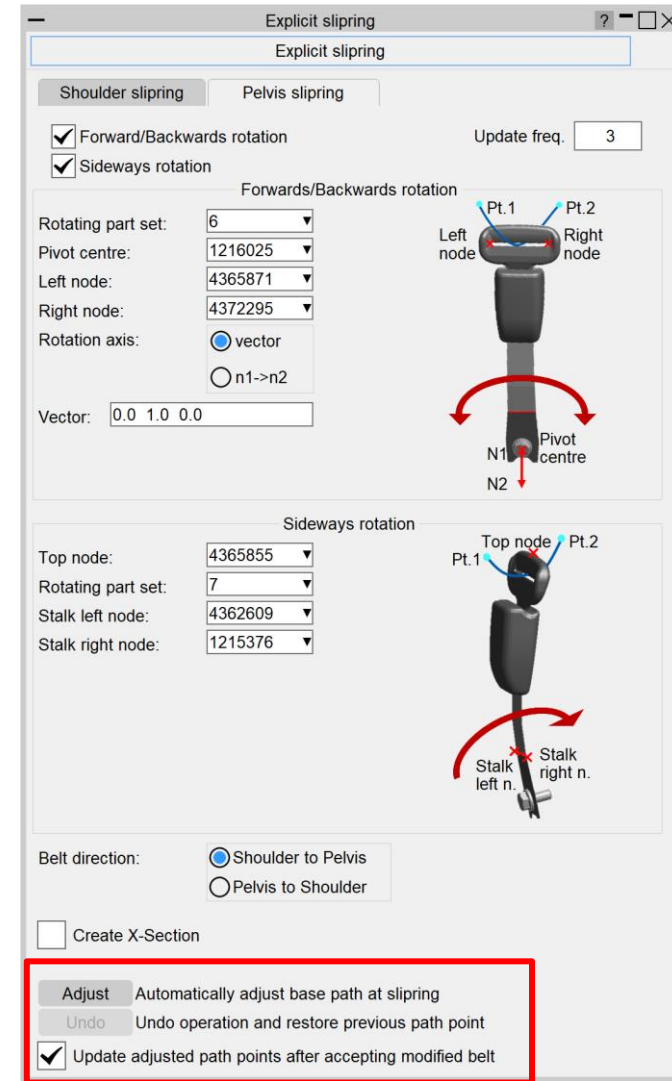 Explicit slipring ?
Explicit slipring
Shoulder slipring Pelvis slipring
Forward/Backwards rotation Update freq. 3
Sideways rotation
Forwards/Backwards rotation
Rotating part set: 6
Pivot centre: 1216025
Left node: 4365871
Right node: 4372295
Rotation axis: vector
n1->n2
Vector: 0.0 1.0 0.0
Pt.1 Pt.2
Left node
Right node
N1 Pivot centre
N2
Sideways rotation
Top node: 4365855
Rotating part set: 7
Stalk left node: 4362609
Stalk right node: 1215376
Top node Pt.2
Pt.1
Stalk left n.
Stalk right n.
Belt direction: Shoulder to Pelvis
Pelvis to Shoulder
Create X-Section
Adjust Automatically adjust base path at slipring
Undo Undo operation and restore previous path point
Update adjusted path points after accepting modified belt